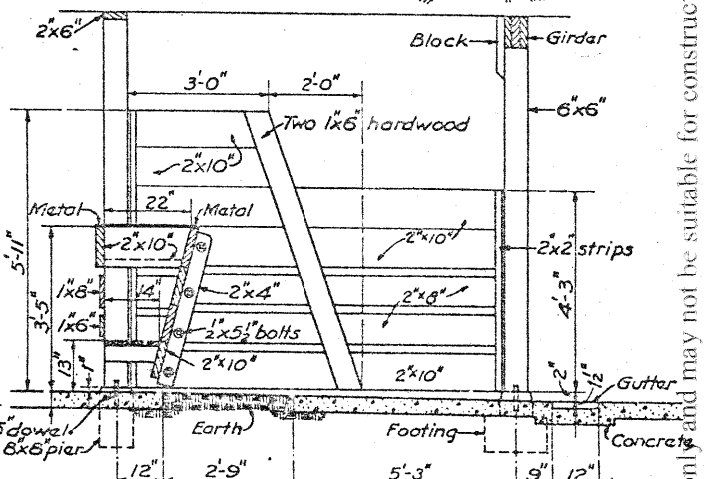 2"x6"
Block
Girder
3'-0"
2'-0"
Two 1"x6" hardwood
6"x6"
2"x10"
22"
Metal
Metal
5'-11"
2"x10"
2"x10"
2"x2" strips
3'-5"
1"x8"
14"
2"x4"
2"x8"
4'-3"
1"x6"
1/2"x5 1/2" bolts
13"
1"
2"x10"
2"x10"
2"
1/2"
Gutter
5" dowel
8"x8" pier
Earth
Footing
Concrete
12"
2'-9"
5'-3"
9"
12"
only and may not be suitable for construc